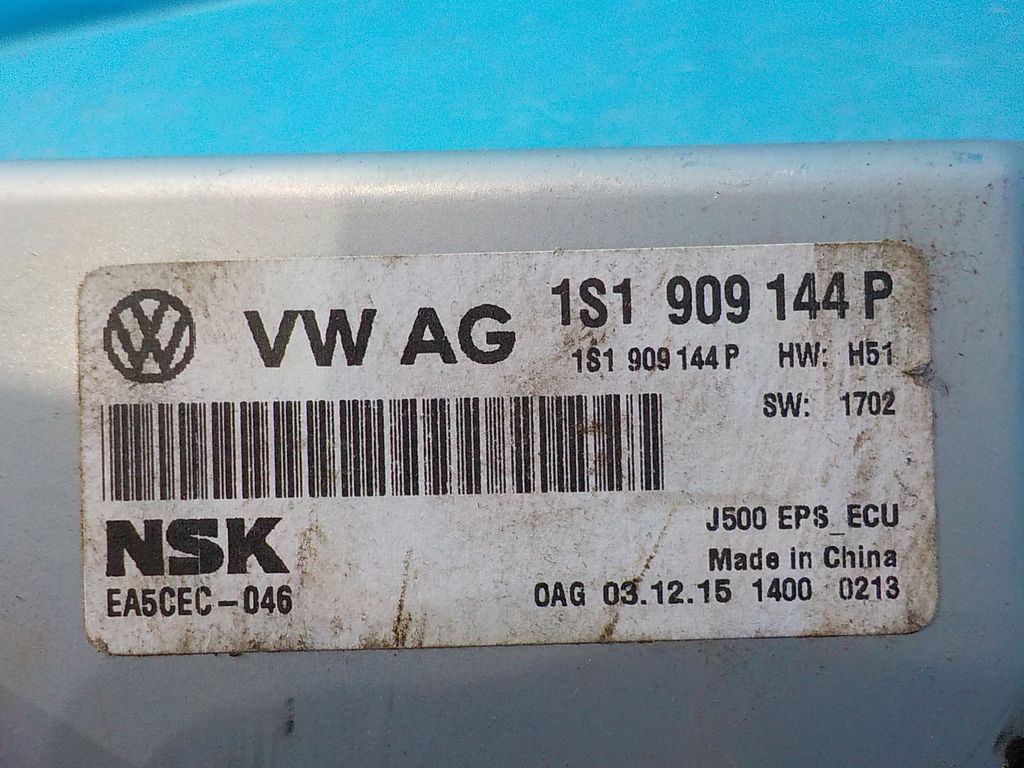 VW AG 1S1 909 144 P
1S1 909 144 P HW: H51
SW: 1702
NSK
J500 EPS_ECU
Made in China
EA5CEC-046
0AG 03.12.15 1400 0213